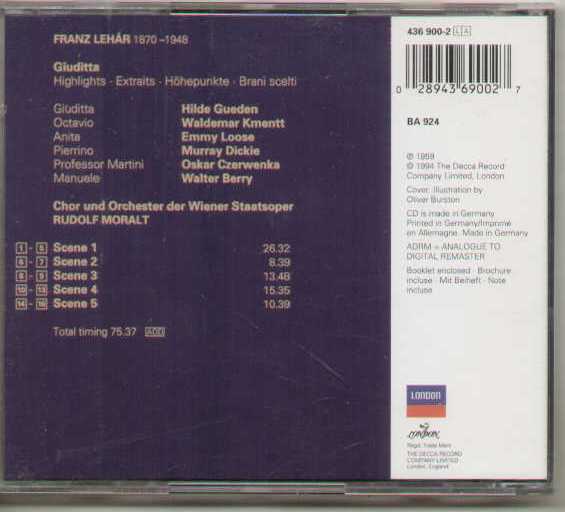 FRANZ LEHÁR 1870–1948
Giuditta
Highlights · Extraits · Höhepunkte · Brani scelti
Giuditta Hilde Gueden
Octavio Waldemar Kmentt
Anita Emmy Loose
Pierrino Murray Dickie
Professor Martini Oskar Czerwenka
Manuele Walter Berry
Chor und Orchester der Wiener Staatsoper
RUDOLF MORALT
1 - 5 Scene 1 26.32
6 - 7 Scene 2 8.39
8 - 9 Scene 3 13.48
10 - 13 Scene 4 15.35
14 - 16 Scene 5 10.39
Total timing 75.37 ADD
436 900-2 LA
0 28943 69002 7
BA 924
℗ 1959
© 1994 The Decca Record
Company Limited, London
Cover: Illustration by
Oliver Burston
CD is made in Germany
Printed in Germany/Imprimé
en Allemagne. Made in Germany
ADRM = ANALOGUE TO
DIGITAL REMASTER
Booklet enclosed · Brochure
incluse · Mit Beiheft · Note
incluse
LONDON
LONDON
Regd. Trade Mark
THE DECCA RECORD
COMPANY LIMITED
London, England